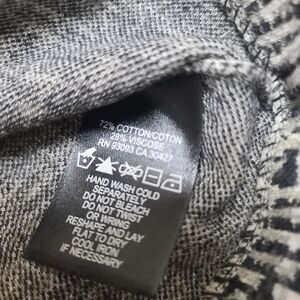 72% COTTON/COTON
28% VISCOSE
RN 93063 CA 30427
HAND WASH COLD
SEPARATELY
DO NOT BLEACH
DO NOT TWIST
OR WRING
RESHAPE AND LAY
FLAT TO DRY
COOL IRON
IF NECESSARY